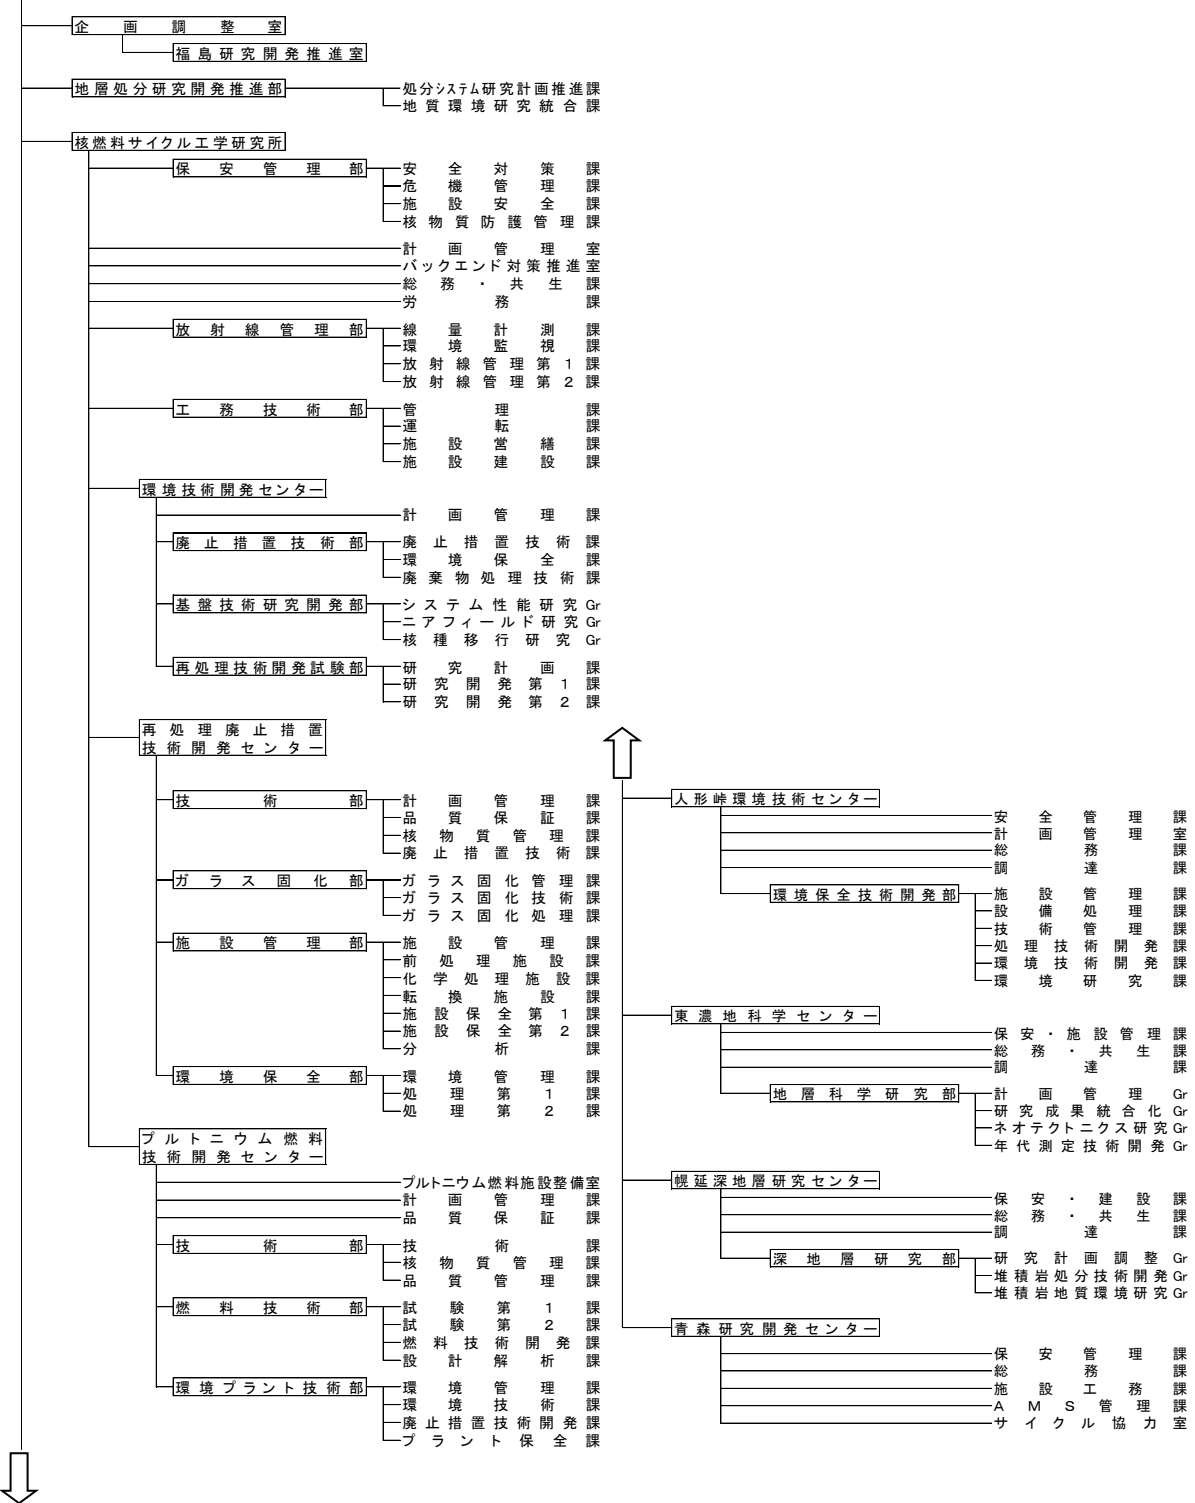 企画調整室
福島研究開発推進室
地層処分研究開発推進部
処分システム研究計画推進課
地質環境研究統合課
核燃料サイクル工学研究所
保安管理部
安全対策課
危機管理課
施設安全課
核物質防護管理課
計画管理室
バックエンド対策推進室
総務・共生課
労務課
放射線管理部
線量計測課
環境監視課
放射線管理第1課
放射線管理第2課
工務技術部
管理課
運転課
施設営繕課
施設建設課
環境技術開発センター
計画管理課
廃止措置技術部
廃止措置技術課
環境保全課
廃棄物処理技術課
基盤技術研究開発部
システム性能研究Gr
ニアフィールド研究Gr
核種移行研究Gr
再処理技術開発試験部
研究計画課
研究開発第1課
研究開発第2課
再処理廃止措置
技術開発センター
技術部
計画管理課
品質保証課
核物質管理課
廃止措置技術課
ガラス固化部
ガラス固化管理課
ガラス固化技術課
ガラス固化処理課
施設管理部
施設管理課
前処理施設課
化学処理施設課
転換施設課
施設保全第1課
施設保全第2課
分析課
環境保全部
環境管理課
処理第1課
処理第2課
プルトニウム燃料
技術開発センター
プルトニウム燃料施設整備室
計画管理課
品質保証課
技術部
技術課
核物質管理課
品質管理課
燃料技術部
試験第1課
試験第2課
燃料技術開発課
設計解析課
環境プラント技術部
環境管理課
環境技術課
廃止措置技術開発課
プラント保全課
人形峠環境技術センター
安全管理課
計画管理室
総務課
調達課
環境保全技術開発部
施設管理課
設備処理課
技術管理課
処理技術開発課
環境技術開発課
環境研究課
東濃地科学センター
保安・施設管理課
総務・共生課
調達課
地層科学研究部
計画管理Gr
研究成果統合化Gr
ネオテクトニクス研究Gr
年代測定技術開発Gr
幌延深地層研究センター
保安・建設課
総務・共生課
調達課
深地層研究部
研究計画調整Gr
堆積岩処分技術開発Gr
堆積岩地質環境研究Gr
青森研究開発センター
保安管理課
総務課
施設工務課
AMS管理課
サイクル協力室